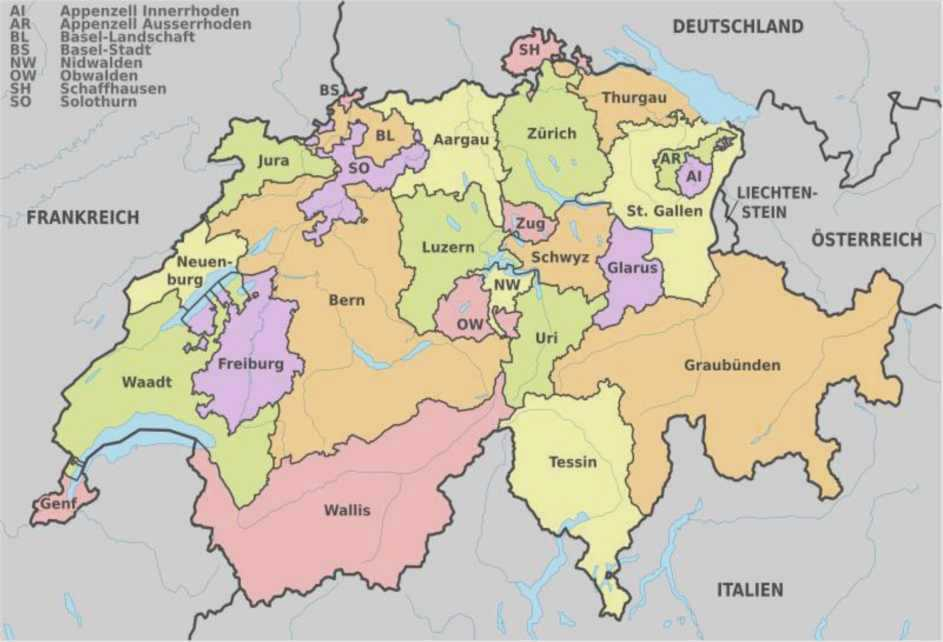 AI Appenzell Innerrhoden
AR Appenzell Ausserrhoden
BL Basel-Landschaft
BS Basel-Stadt
NW Nidwalden
OW Obwalden
SH Schaffhausen
SO Solothurn
DEUTSCHLAND
SH
BS
Thurgau
BL
Aargau
Zürich
Jura
SO
AR
AI
LIECHTEN-
STEIN
FRANKREICH
St. Gallen
Zug
ÖSTERREICH
Luzern
Schwyz
Neuen-
burg
Glarus
NW
Bern
OW
Uri
Freiburg
Graubünden
Waadt
Tessin
Genf
Wallis
ITALIEN